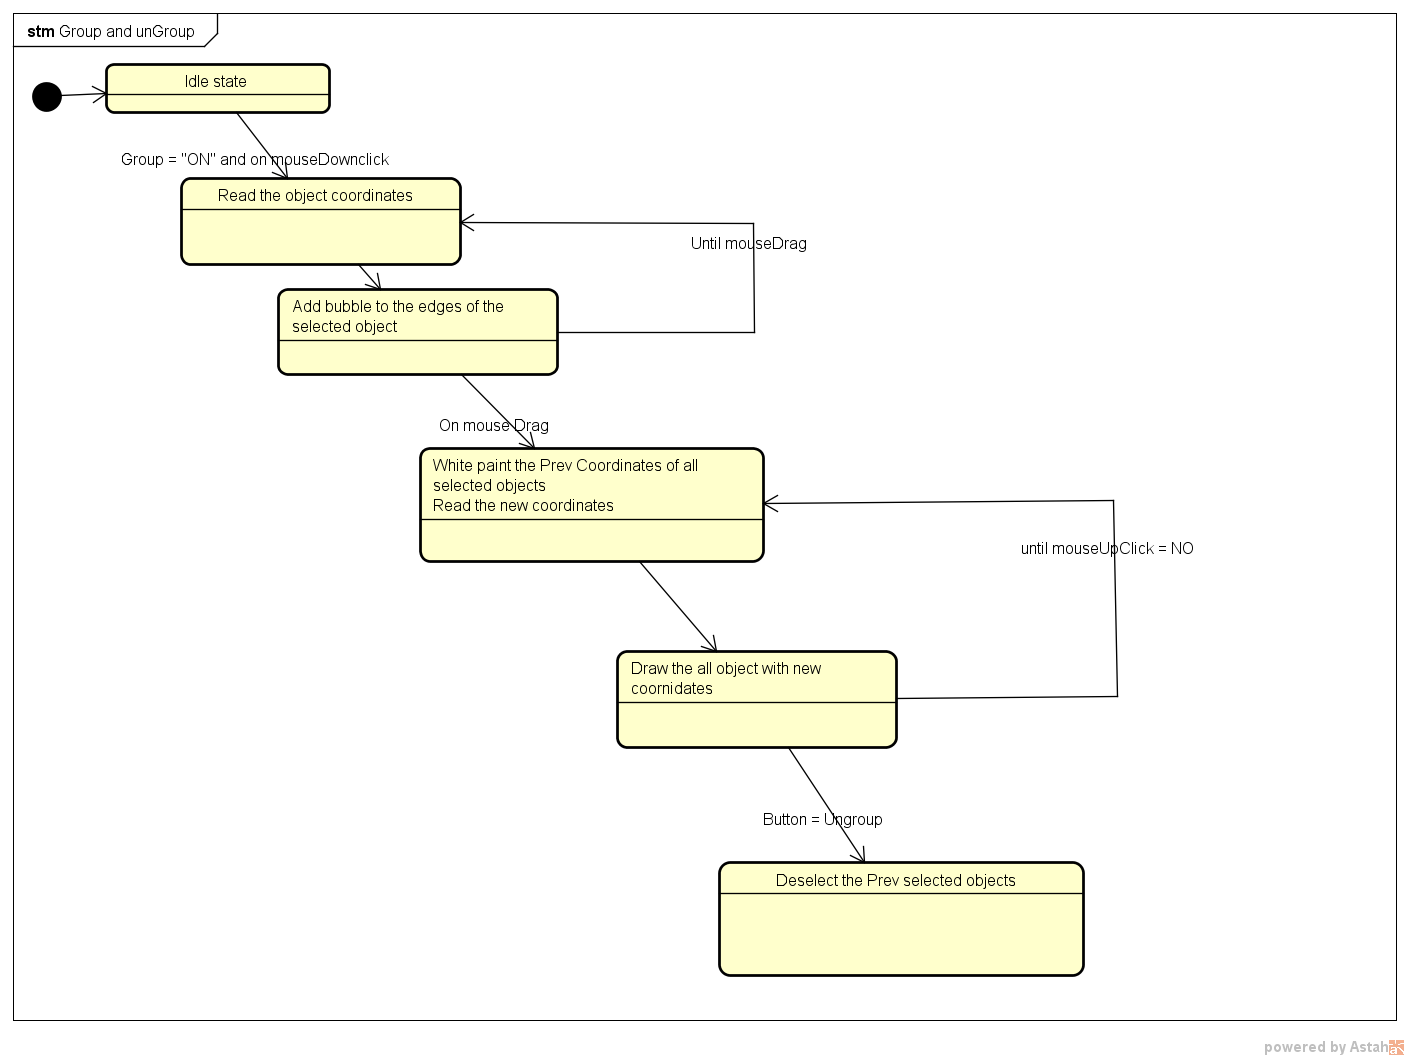 stm Group and unGroup
Idle state
Group = "ON" and on mouseDownclick
Read the object coordinates
Until mouseDrag
Add bubble to the edges of the
selected object
On mouse Drag
White paint the Prev Coordinates of all
selected objects
Read the new coordinates
until mouseUpClick = NO
Draw the all object with new
coornidates
Button = Ungroup
Deselect the Prev selected objects
powered by Astah